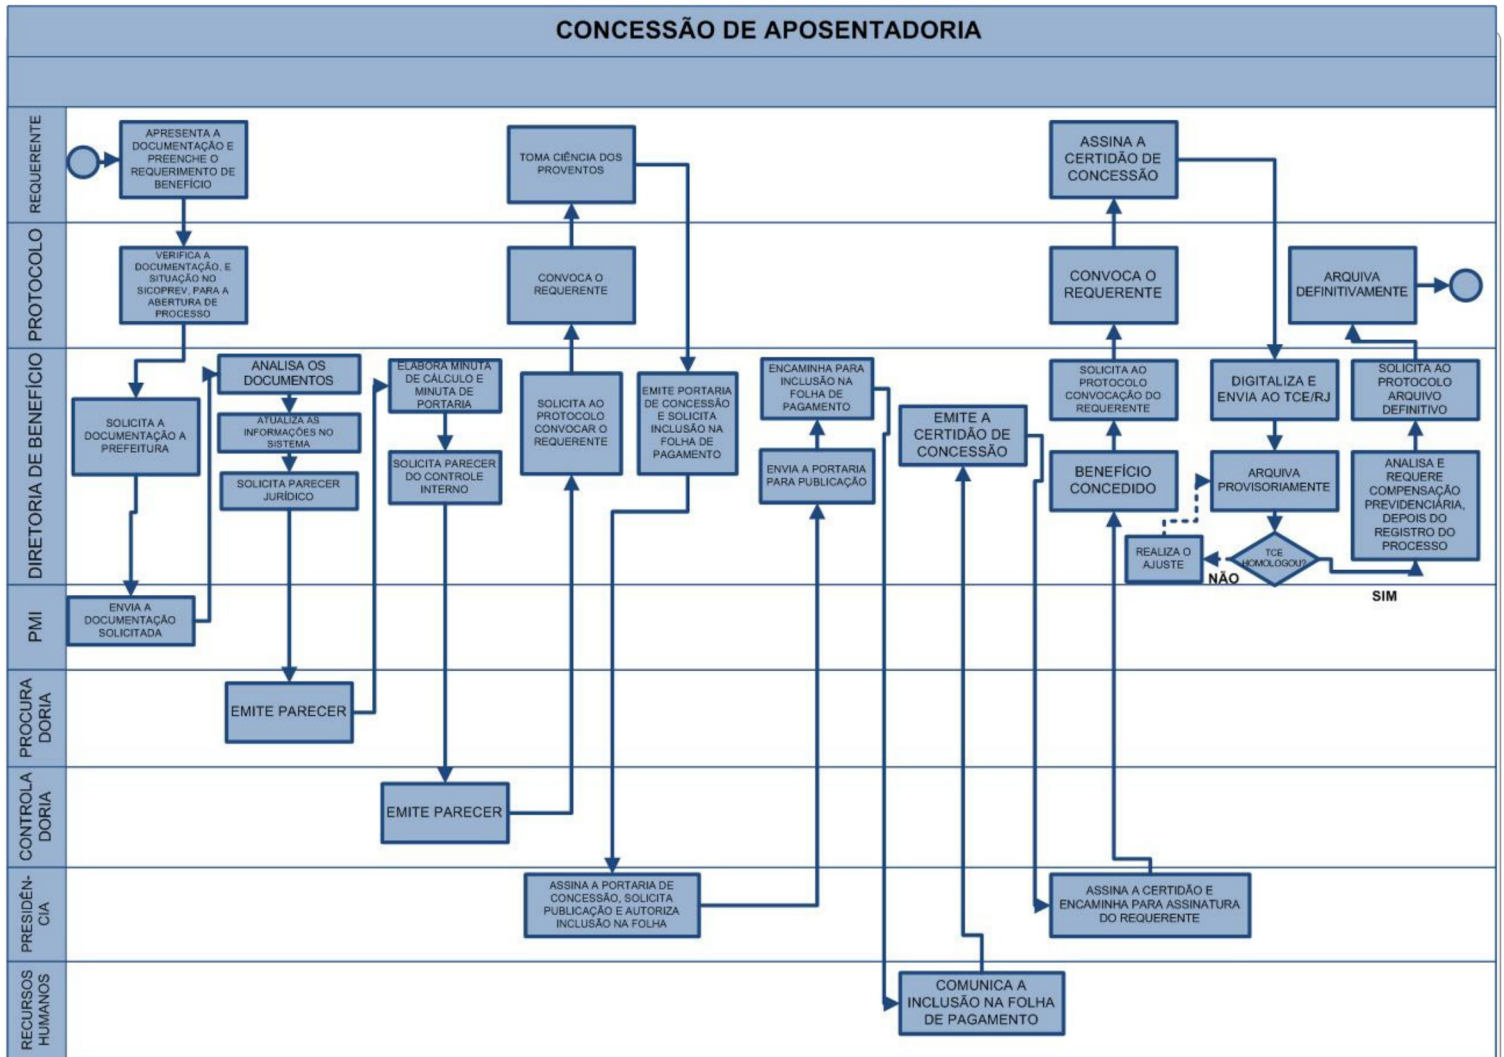 CONCESSÃO DE APOSENTADORIA
REQUERENTE
APRESENTA A
DOCUMENTAÇÃO E
PREENCHE O
REQUERIMENTO DE
BENEFÍCIO
TOMA CIÊNCIA DOS
PROVENTOS
ASSINA A
CERTIDÃO DE
CONCESSÃO
PROTOCOLO
VERIFICA A
DOCUMENTAÇÃO, E
SITUAÇÃO NO
SICOPREV, PARA A
ABERTURA DE
PROCESSO
CONVOCA O
REQUERENTE
CONVOCA O
REQUERENTE
ARQUIVA
DEFINITIVAMENTE
DIRETORIA DE BENEFÍCIO
SOLICITA A
DOCUMENTAÇÃO A
PREFEITURA
ANALISA OS
DOCUMENTOS
ATUALIZA AS
INFORMAÇÕES NO
SISTEMA
SOLICITA PARECER
JURÍDICO
ELABORA MINUTA
DE CÁLCULO E
MINUTA DE
PORTARIA
SOLICITA PARECER
DO CONTROLE
INTERNO
SOLICITA AO
PROTOCOLO
CONVOCAR O
REQUERENTE
EMITE PORTARIA
DE CONCESSÃO
E SOLICITA
INCLUSÃO NA
FOLHA DE
PAGAMENTO
ENCAMINHA PARA
INCLUSÃO NA
FOLHA DE
PAGAMENTO
ENVIA A PORTARIA
PARA PUBLICAÇÃO
EMITE A
CERTIDÃO DE
CONCESSÃO
SOLICITA AO
PROTOCOLO
CONVOCAÇÃO DO
REQUERENTE
BENEFÍCIO
CONCEDIDO
DIGITALIZA E
ENVIA AO TCE/RJ
ARQUIVA
PROVISORIAMENTE
REALIZA O
AJUSTE
NÃO
TCE
HOMOLOGOU?
SIM
SOLICITA AO
PROTOCOLO
ARQUIVO
DEFINITIVO
ANALISA E
REQUERE
COMPENSAÇÃO
PREVIDENCIÁRIA,
DEPOIS DO
REGISTRO DO
PROCESSO
PMI
ENVIA A
DOCUMENTAÇÃO
SOLICITADA
PROCURA
DORIA
EMITE PARECER
CONTROLA
DORIA
EMITE PARECER
PRESIDÊN-
CIA
ASSINA A PORTARIA DE
CONCESSÃO, SOLICITA
PUBLICAÇÃO E AUTORIZA
INCLUSÃO NA FOLHA
ASSINA A CERTIDÃO E
ENCAMINHA PARA ASSINATURA
DO REQUERENTE
RECURSOS
HUMANOS
COMUNICA A
INCLUSÃO NA FOLHA
DE PAGAMENTO